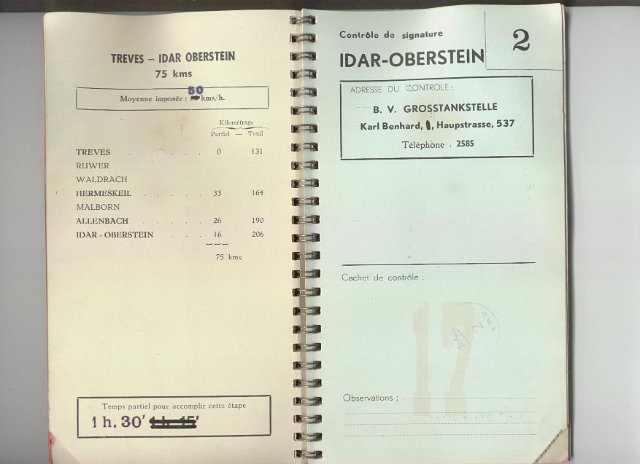 TREVES – IDAR OBERSTEIN
75 kms
Moyenne imposée : 50 kms/h.
Kilométrage
Partiel — Total
TREVES . . . . . . 0 131
RUWER
WALDRACH
HERMESKEIL . . . . . 33 164
MALBORN
ALLENBACH . . . . . 26 190
IDAR - OBERSTEIN . . . 16 206
75 kms
Temps partiel pour accomplir cette étape
1 h. 30' 1 h. 15'
Contrôle de signature
IDAR-OBERSTEIN
2
ADRESSE DU CONTROLE :
B. V. GROSSTANKSTELLE
Karl Benhard, Haupstrasse, 537
Téléphone . 2585
Cachet de contrôle :
17
Observations :